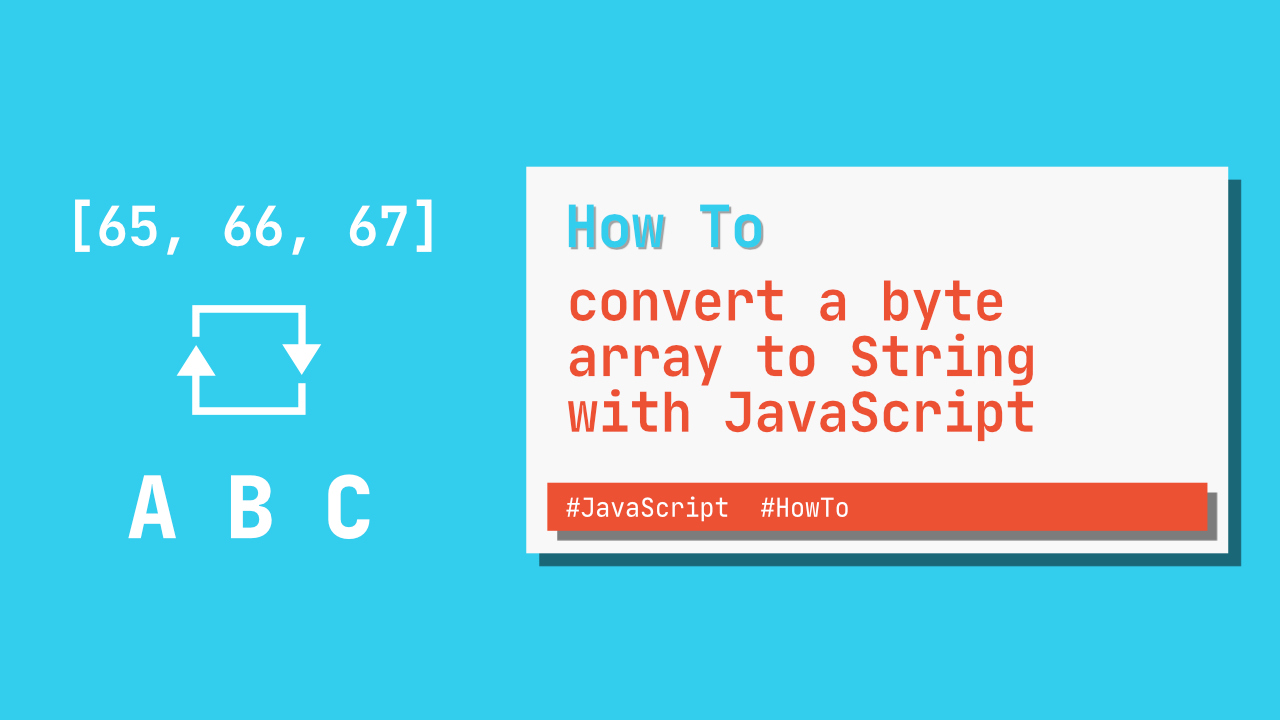 [65, 66, 67]
A B C
How To
convert a byte
array to String
with JavaScript
#JavaScript #HowTo